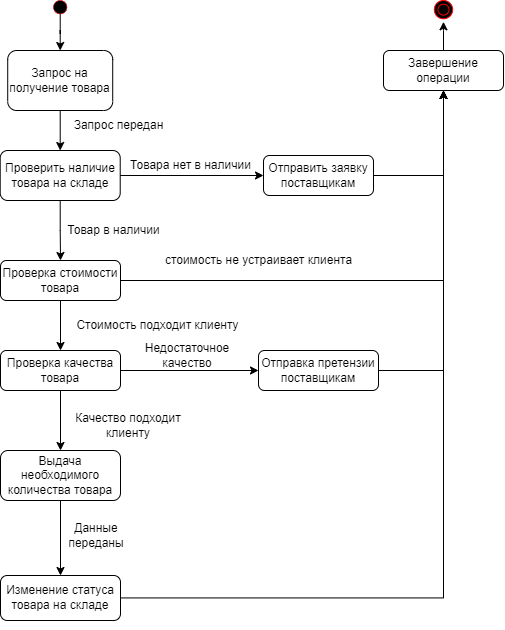 Запрос на
получение товара
Завершение
операции
Запрос передан
Проверить наличие
товара на складе
Товара нет в наличии
Отправить заявку
поставщикам
Товар в наличии
стоимость не устраивает клиента
Проверка стоимости
товара
Стоимость подходит клиенту
Недостаточное
качество
Проверка качества
товара
Отправка претензии
поставщикам
Качество подходит
клиенту
Выдача
необходимого
количества товара
Данные
переданы
Изменение статуса
товара на складе